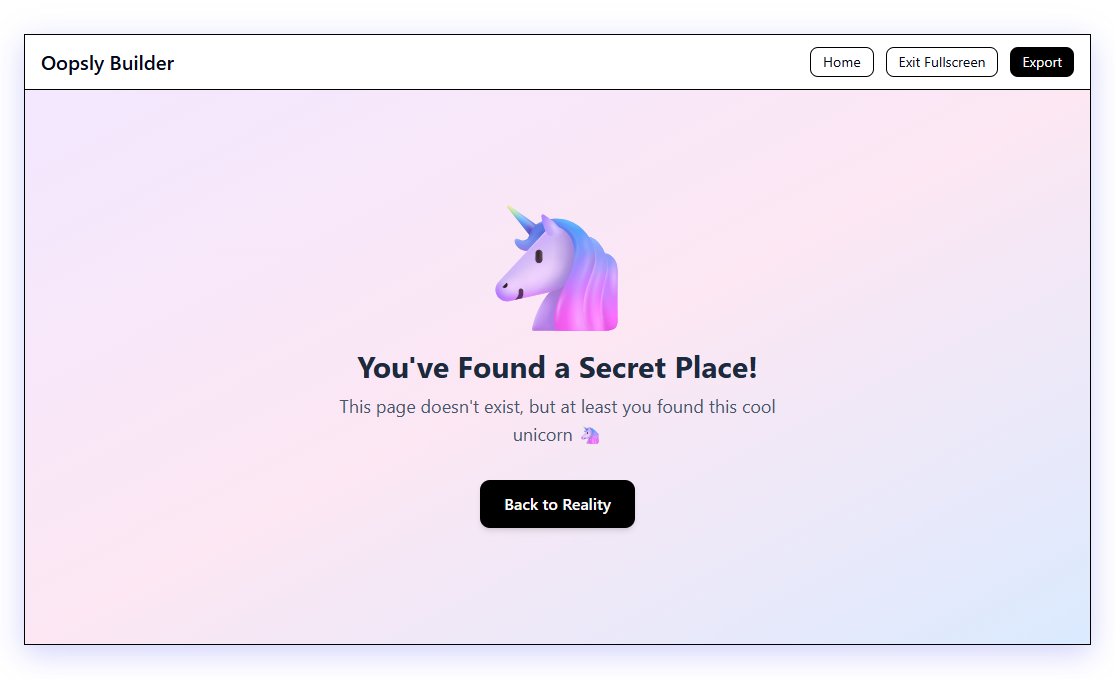 Oopsly Builder
Home
Exit Fullscreen
Export
You've Found a Secret Place!
This page doesn't exist, but at least you found this cool
unicorn 🦄
Back to Reality